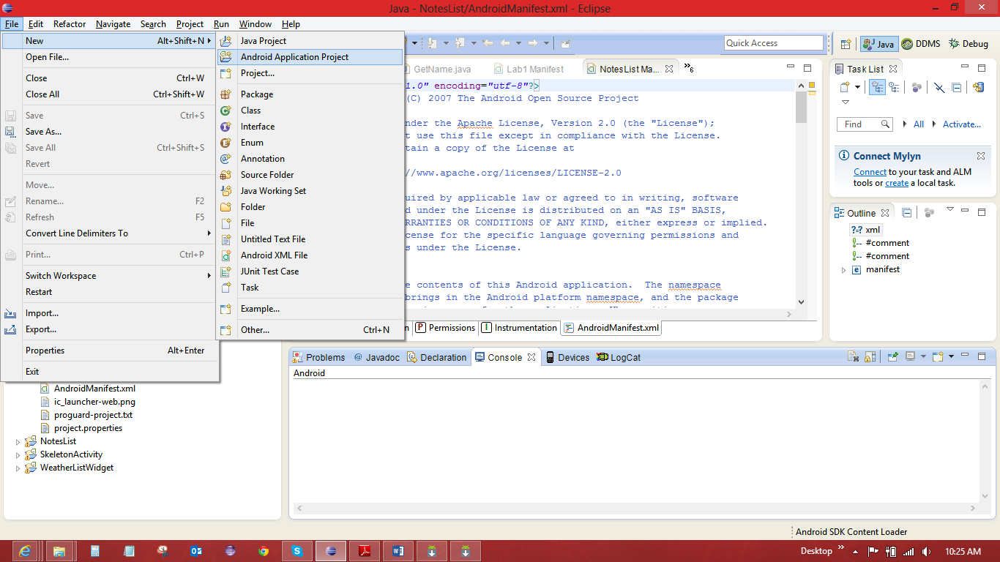 Java - NotesList/AndroidManifest.xml - Eclipse
File Edit Refactor Navigate Search Project Run Window Help
New Alt+Shift+N
Open File...
Close Ctrl+W
Close All Ctrl+Shift+W
Save Ctrl+S
Save As...
Save All Ctrl+Shift+S
Revert
Move...
Rename... F2
Refresh F5
Convert Line Delimiters To
Print... Ctrl+P
Switch Workspace
Restart
Import...
Export...
Properties Alt+Enter
Exit
Java Project
Android Application Project
Project...
Package
Class
Interface
Enum
Annotation
Source Folder
Java Working Set
Folder
File
Untitled Text File
Android XML File
JUnit Test Case
Task
Example...
Other... Ctrl+N
Quick Access
Java DDMS Debug
GetName.java Lab1 Manifest NotesList Ma... »6
1.0" encoding="utf-8"?>
(C) 2007 The Android Open Source Project
nder the Apache License, Version 2.0 (the "License");
t use this file except in compliance with the License.
tain a copy of the License at
//www.apache.org/licenses/LICENSE-2.0
uired by applicable law or agreed to in writing, software
d under the License is distributed on an "AS IS" BASIS,
RRANTIES OR CONDITIONS OF ANY KIND, either express or implied.
cense for the specific language governing permissions and
s under the License.
e contents of this Android application. The namespace
brings in the Android platform namespace, and the package
n P Permissions I Instrumentation AndroidManifest.xml
Task List
Find All Activate...
Connect Mylyn
Connect to your task and ALM
tools or create a local task.
Outline
?=? xml
#comment
#comment
e manifest
AndroidManifest.xml
ic_launcher-web.png
proguard-project.txt
project.properties
NotesList
SkeletonActivity
WeatherListWidget
Problems @ Javadoc Declaration Console Devices LogCat
Android
Android SDK Content Loader
Desktop » 10:25 AM